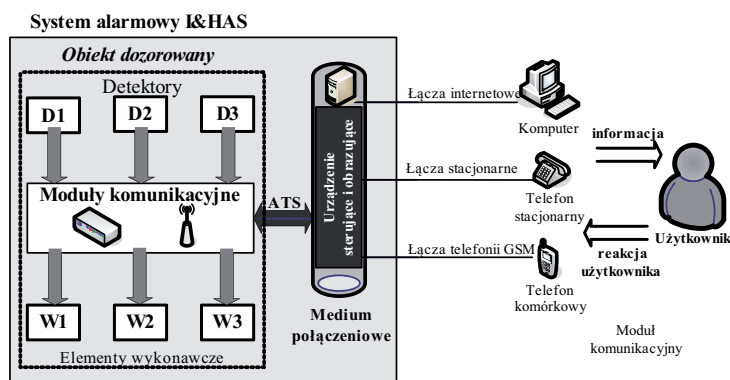 System alarmowy I&HAS
Obiekt dozorowany
Detektory
D1 D2 D3
Moduły komunikacyjne
W1 W2 W3
Elementy wykonawcze
ATS
Urządzenie
sterujące i obrazujące
Medium
połączeniowe
Łącza internetowe
Komputer
Łącza stacjonarne
Telefon
stacjonarny
Łącza telefonii GSM
Telefon
komórkowy
informacja
Użytkownik
reakcja
użytkownika
Moduł
komunikacyjny